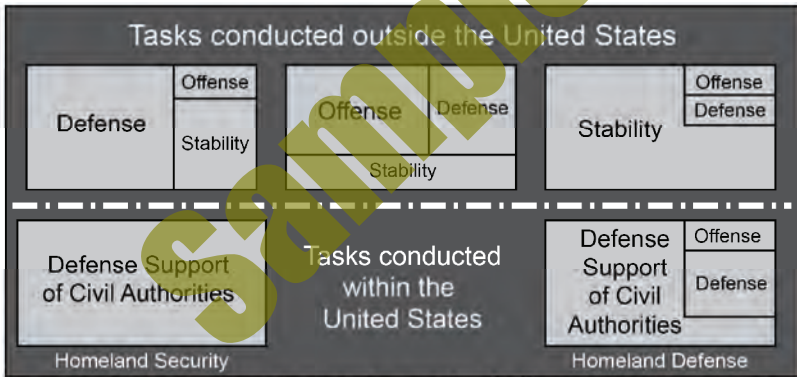 Tasks conducted outside the United States
Defense
Offense
Stability
Offense
Defense
Stability
Stability
Offense
Defense
Defense Support
of Civil Authorities
Homeland Security
Tasks conducted
within the
United States
Defense
Support
of Civil
Authorities
Offense
Defense
Homeland Defense
Sample